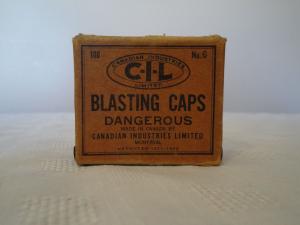 100 No. 6
CANADIAN INDUSTRIES
C-I-L
LIMITED
BLASTING CAPS
DANGEROUS
MADE IN CANADA BY
CANADIAN INDUSTRIES LIMITED
MONTREAL